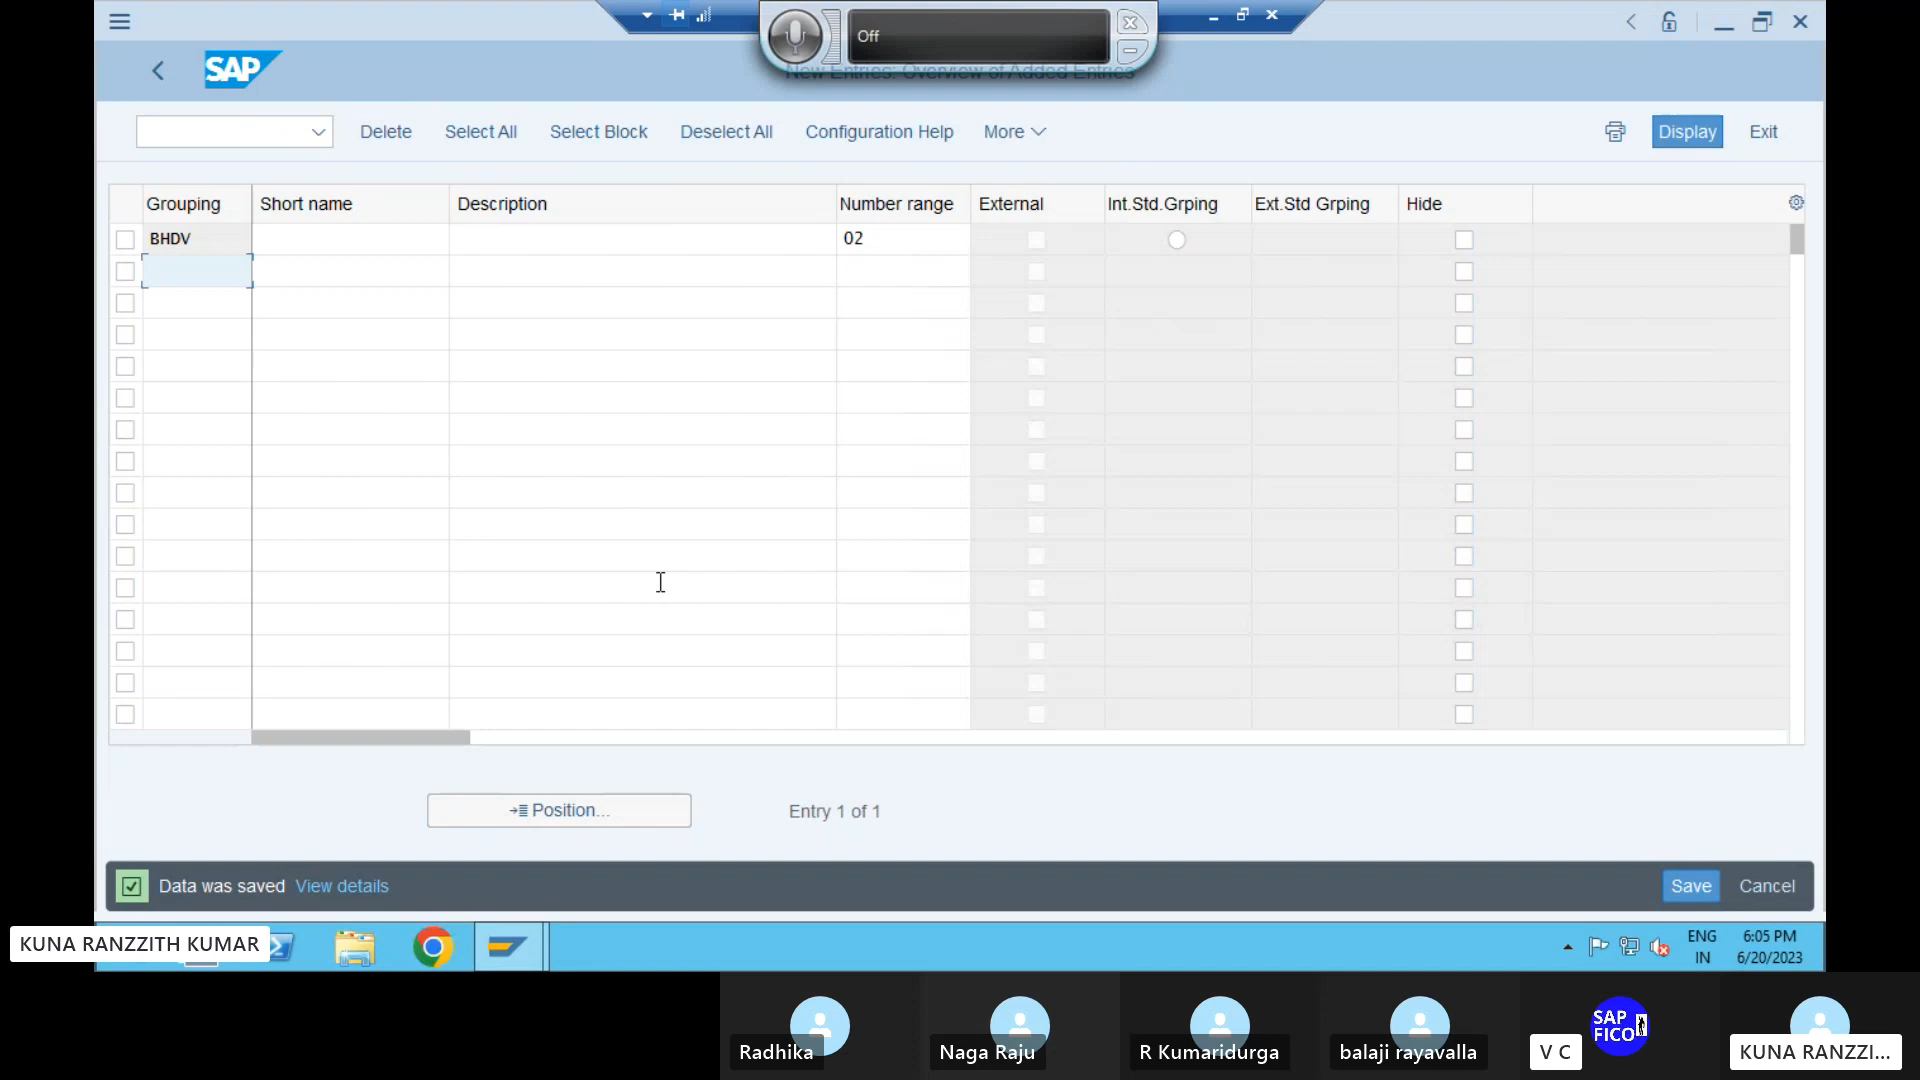 Off
SAP
New Entries: Overview of Added Entries
Delete Select All Select Block Deselect All Configuration Help More Display Exit
Grouping Short name Description Number range External Int.Std.Grping Ext.Std Grping Hide
BHDV 02
Position... Entry 1 of 1
Data was saved View details Save Cancel
KUNA RANZZITH KUMAR
ENG 6:05 PM
IN 6/20/2023
SAP
FICO
Radhika Naga Raju R Kumaridurga balaji rayavalla V C KUNA RANZZI...